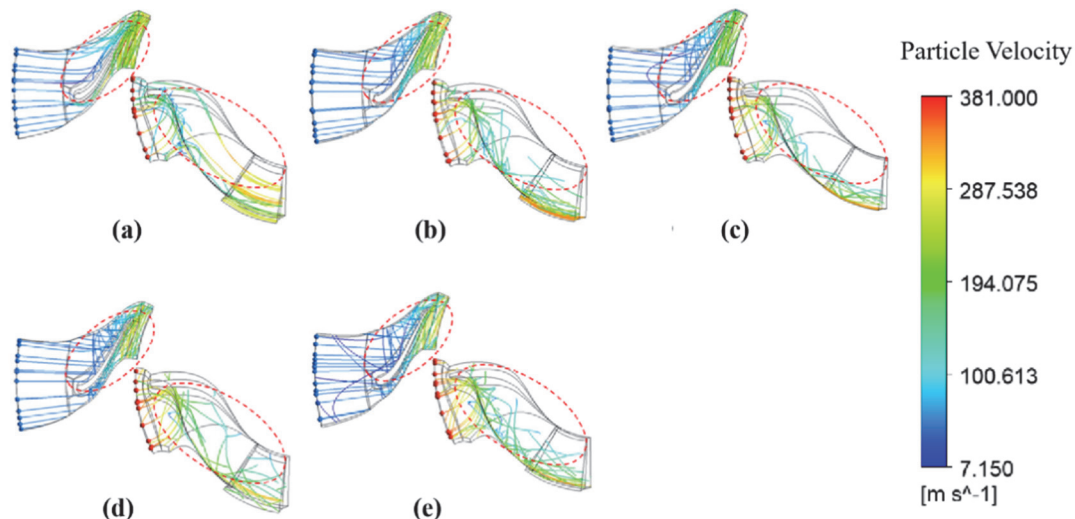 (a)
(b)
(c)
(d)
(e)
Particle Velocity
381.000
287.538
194.075
100.613
7.150
[m s^-1]